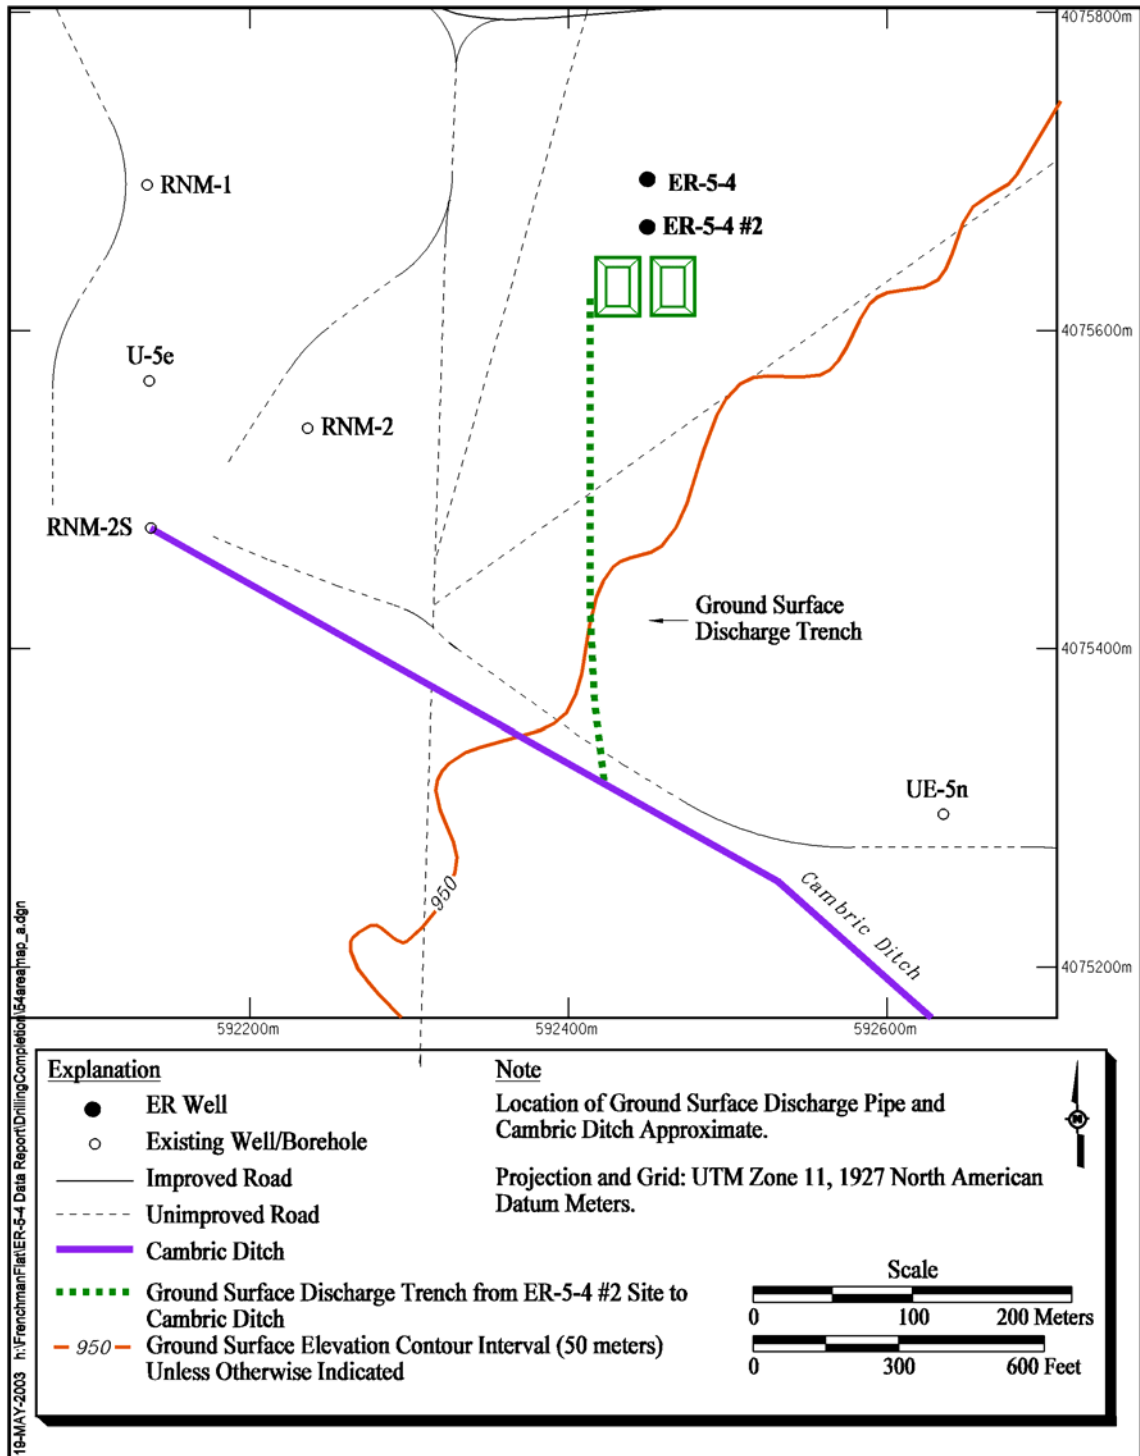 4075800m
RNM-1
ER-5-4
ER-5-4 #2
4075600m
U-5e
RNM-2
RNM-2S
Ground Surface
Discharge Trench
4075400m
UE-5n
Cambric Ditch
950
4075200m
592200m
592400m
592600m
19-MAY-2003 h:\FrenchmanFlat\ER-5-4 Data Report\DrillingCompletion\54areamap_a.dgn
Explanation
ER Well
Existing Well/Borehole
Improved Road
Unimproved Road
Cambric Ditch
Ground Surface Discharge Trench from ER-5-4 #2 Site to
Cambric Ditch
950 Ground Surface Elevation Contour Interval (50 meters)
Unless Otherwise Indicated
Note
Location of Ground Surface Discharge Pipe and
Cambric Ditch Approximate.
Projection and Grid: UTM Zone 11, 1927 North American
Datum Meters.
N
Scale
0 100 200 Meters
0 300 600 Feet